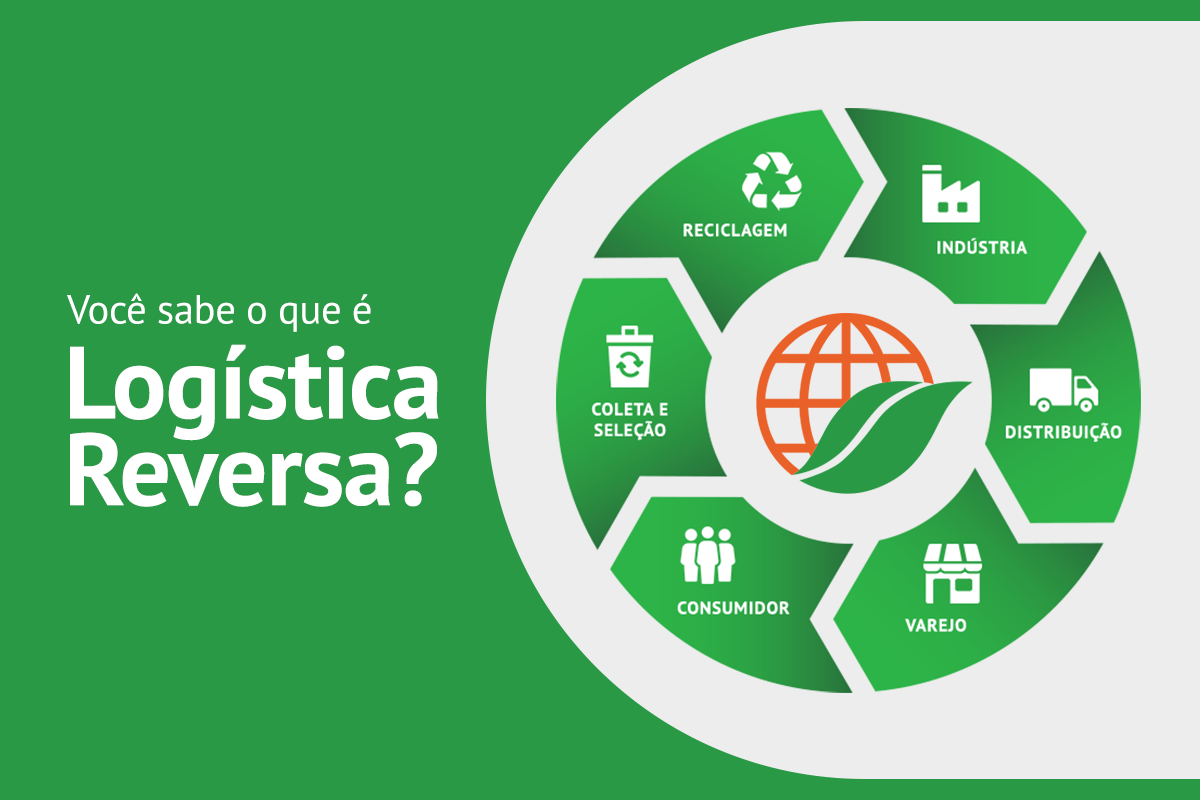 Você sabe o que é
Logística
Reversa?
RECICLAGEM
INDÚSTRIA
DISTRIBUIÇÃO
VAREJO
CONSUMIDOR
COLETA E
SELEÇÃO